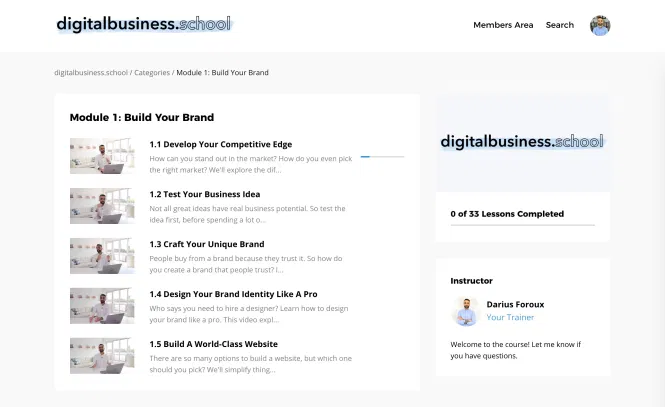 digitalbusiness.school
Members Area Search
digitalbusiness.school / Categories / Module 1: Build Your Brand
Module 1: Build Your Brand
1.1 Develop Your Competitive Edge
How can you stand out in the market? How do you even pick
the right market? We'll explore the dif...
1.2 Test Your Business Idea
Not all great ideas have real business potential. So test the
idea first, before spending a lot o...
1.3 Craft Your Unique Brand
People buy from a brand because they trust it. So how do
you create a brand that people trust? I...
1.4 Design Your Brand Identity Like A Pro
Who says you need to hire a designer? Learn how to design
your brand like a pro. This video expl...
1.5 Build A World-Class Website
There are so many options to build a website, but which one
should you pick? We'll simplify thing...
digitalbusiness.school
0 of 33 Lessons Completed
Instructor
Darius Foroux
Your Trainer
Welcome to the course! Let me know if
you have questions.